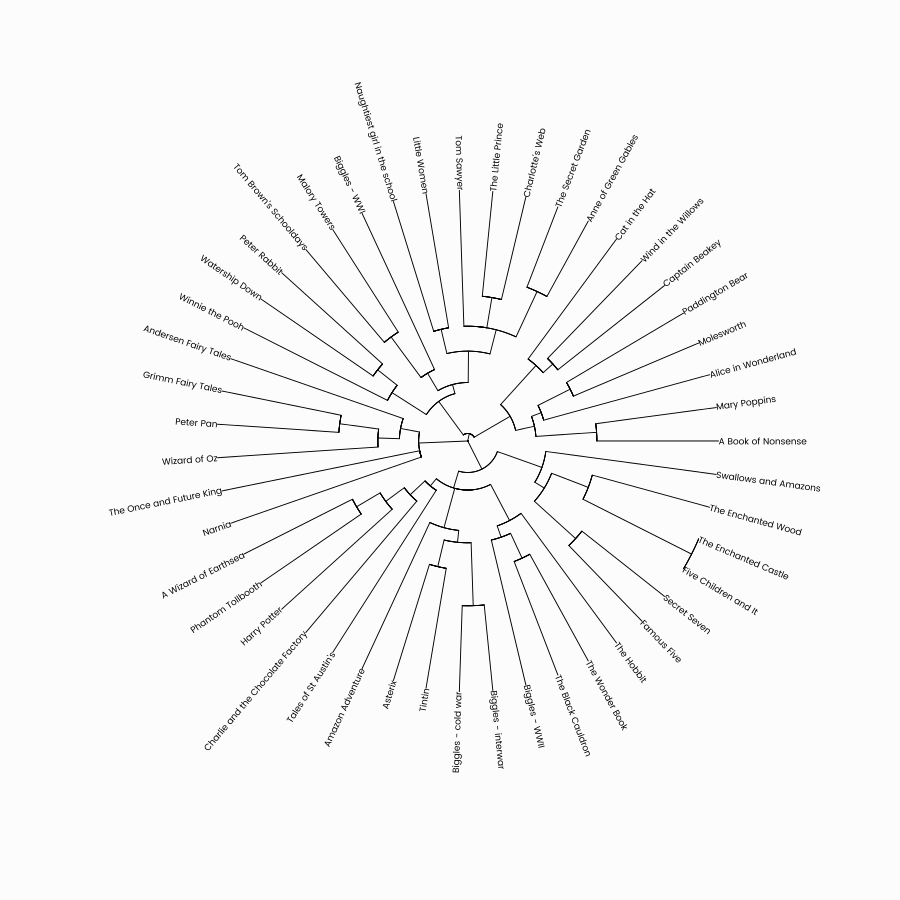 Naughtiest girl in the school
Little Women
Tom Sawyer
The Little Prince
Charlotte's Web
The Secret Garden
Anne of Green Gables
Cat in the Hat
Wind in the Willows
Captain Beakey
Paddington Bear
Molesworth
Alice in Wonderland
Mary Poppins
A Book of Nonsense
Swallows and Amazons
The Enchanted Wood
The Enchanted Castle
Five Children and It
Secret Seven
Famous Five
The Hobbit
The Wonder Book
The Black Cauldron
Biggles - WWII
Biggles - interwar
Biggles - cold war
Tintin
Asterix
Amazon Adventure
Tales of St Austin's
Charlie and the Chocolate Factory
Harry Potter
Phantom Tollbooth
A Wizard of Earthsea
Narnia
The Once and Future King
Wizard of Oz
Peter Pan
Grimm Fairy Tales
Andersen Fairy Tales
Winnie the Pooh
Watership Down
Peter Rabbit
Tom Brown's Schooldays
Malory Towers
Biggles - WWI